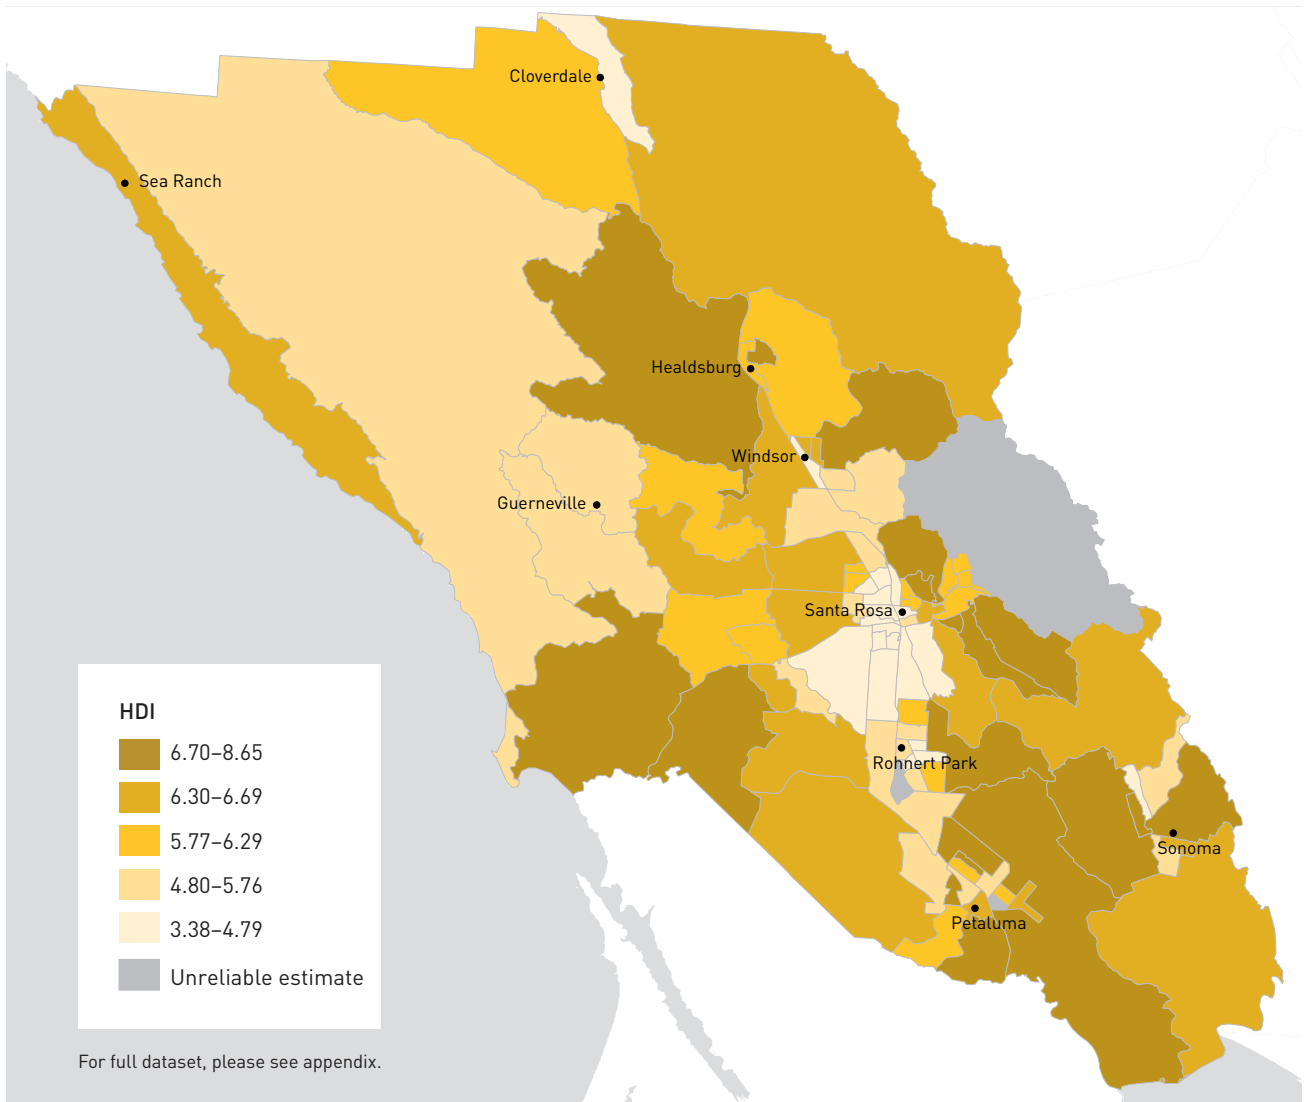 Cloverdale
Sea Ranch
Healdsburg
Windsor
Guerneville
Santa Rosa
Rohnert Park
Sonoma
Petaluma
HDI
6.70–8.65
6.30–6.69
5.77–6.29
4.80–5.76
3.38–4.79
Unreliable estimate
For full dataset, please see appendix.